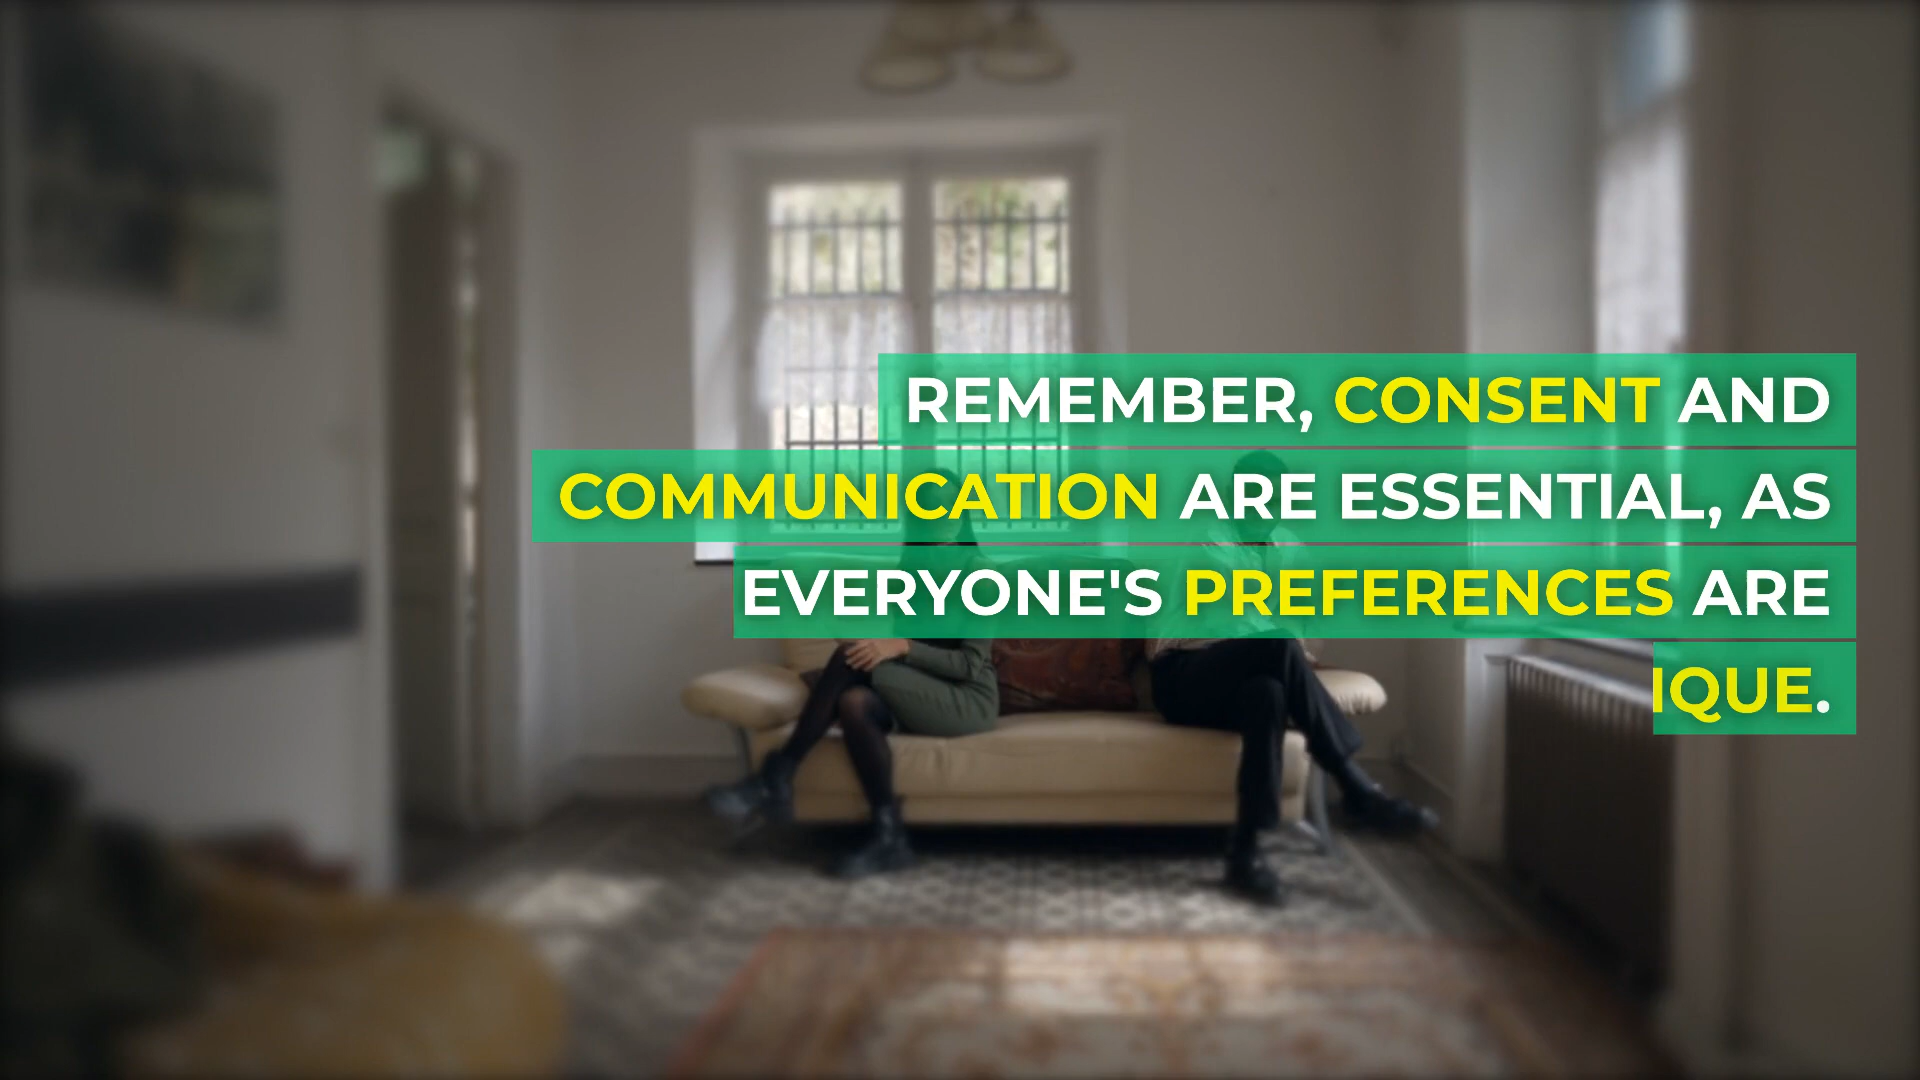 REMEMBER, CONSENT AND
COMMUNICATION ARE ESSENTIAL, AS
EVERYONE'S PREFERENCES ARE
IQUE.